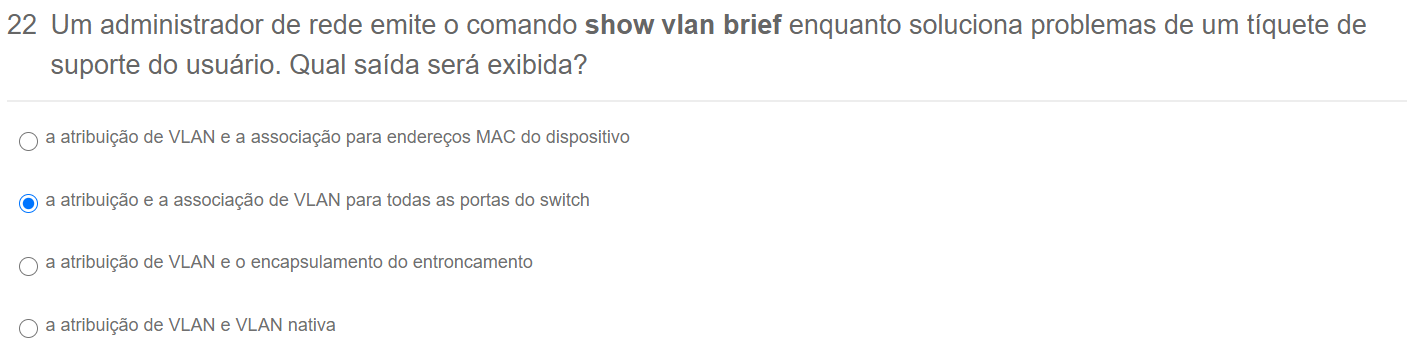 22 Um administrador de rede emite o comando show vlan brief enquanto soluciona problemas de um tíquete de
suporte do usuário. Qual saída será exibida?
a atribuição de VLAN e a associação para endereços MAC do dispositivo
a atribuição e a associação de VLAN para todas as portas do switch
a atribuição de VLAN e o encapsulamento do entroncamento
a atribuição de VLAN e VLAN nativa